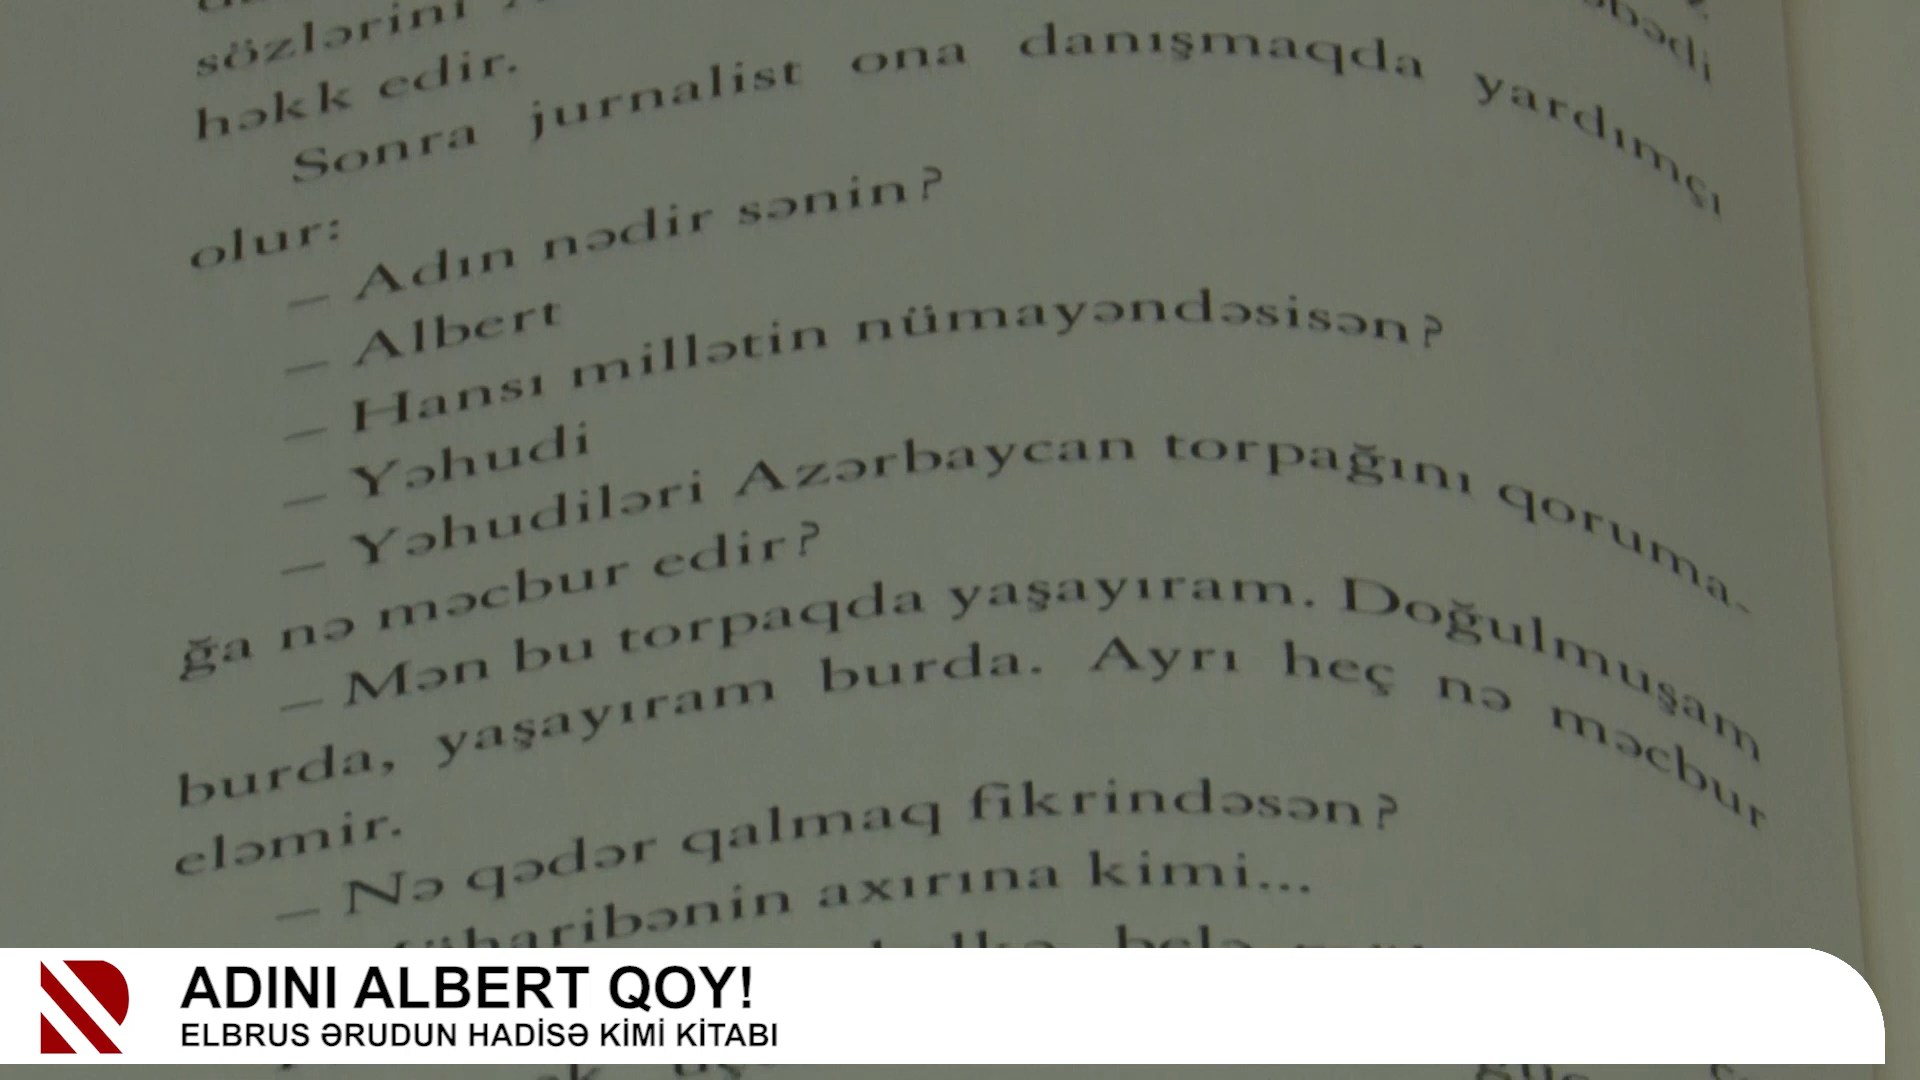 sözlərini
həkk edir.
Sonra jurnalist ona danışmaqda yardımçı
olur:
– Adın nədir sənin?
– Albert
– Hansı millətin nümayəndəsisən?
– Yəhudi
– Yəhudiləri Azərbaycan torpağını qoruma-
ğa nə məcbur edir?
– Mən bu torpaqda yaşayıram. Doğulmuşam
burda, yaşayıram burda. Ayrı heç nə məcbur
eləmir.
– Nə qədər qalmaq fikrindəsən?
axırına kimi...
ADINI ALBERT QOY!
ELBRUS ƏRUDUN HADİSƏ KİMİ KİTABI